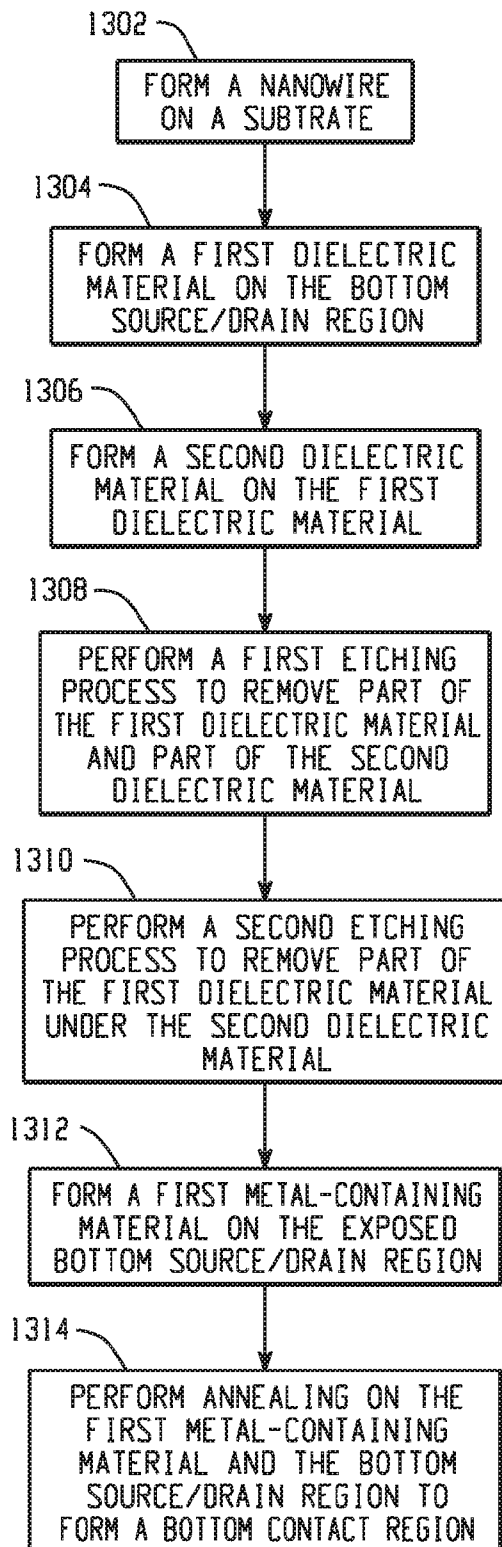 1302
FORM A NANOWIRE
ON A SUBTRATE
1304
FORM A FIRST DIELECTRIC
MATERIAL ON THE BOTTOM
SOURCE/DRAIN REGION
1306
FORM A SECOND DIELECTRIC
MATERIAL ON THE FIRST
DIELECTRIC MATERIAL
1308
PERFORM A FIRST ETCHING
PROCESS TO REMOVE PART OF
THE FIRST DIELECTRIC MATERIAL
AND PART OF THE SECOND
DIELECTRIC MATERIAL
1310
PERFORM A SECOND ETCHING
PROCESS TO REMOVE PART OF
THE FIRST DIELECTRIC MATERIAL
UNDER THE SECOND DIELECTRIC
MATERIAL
1312
FORM A FIRST METAL-CONTAINING
MATERIAL ON THE EXPOSED
BOTTOM SOURCE/DRAIN REGION
1314
PERFORM ANNEALING ON THE
FIRST METAL-CONTAINING
MATERIAL AND THE BOTTOM
SOURCE/DRAIN REGION TO
FORM A BOTTOM CONTACT REGION